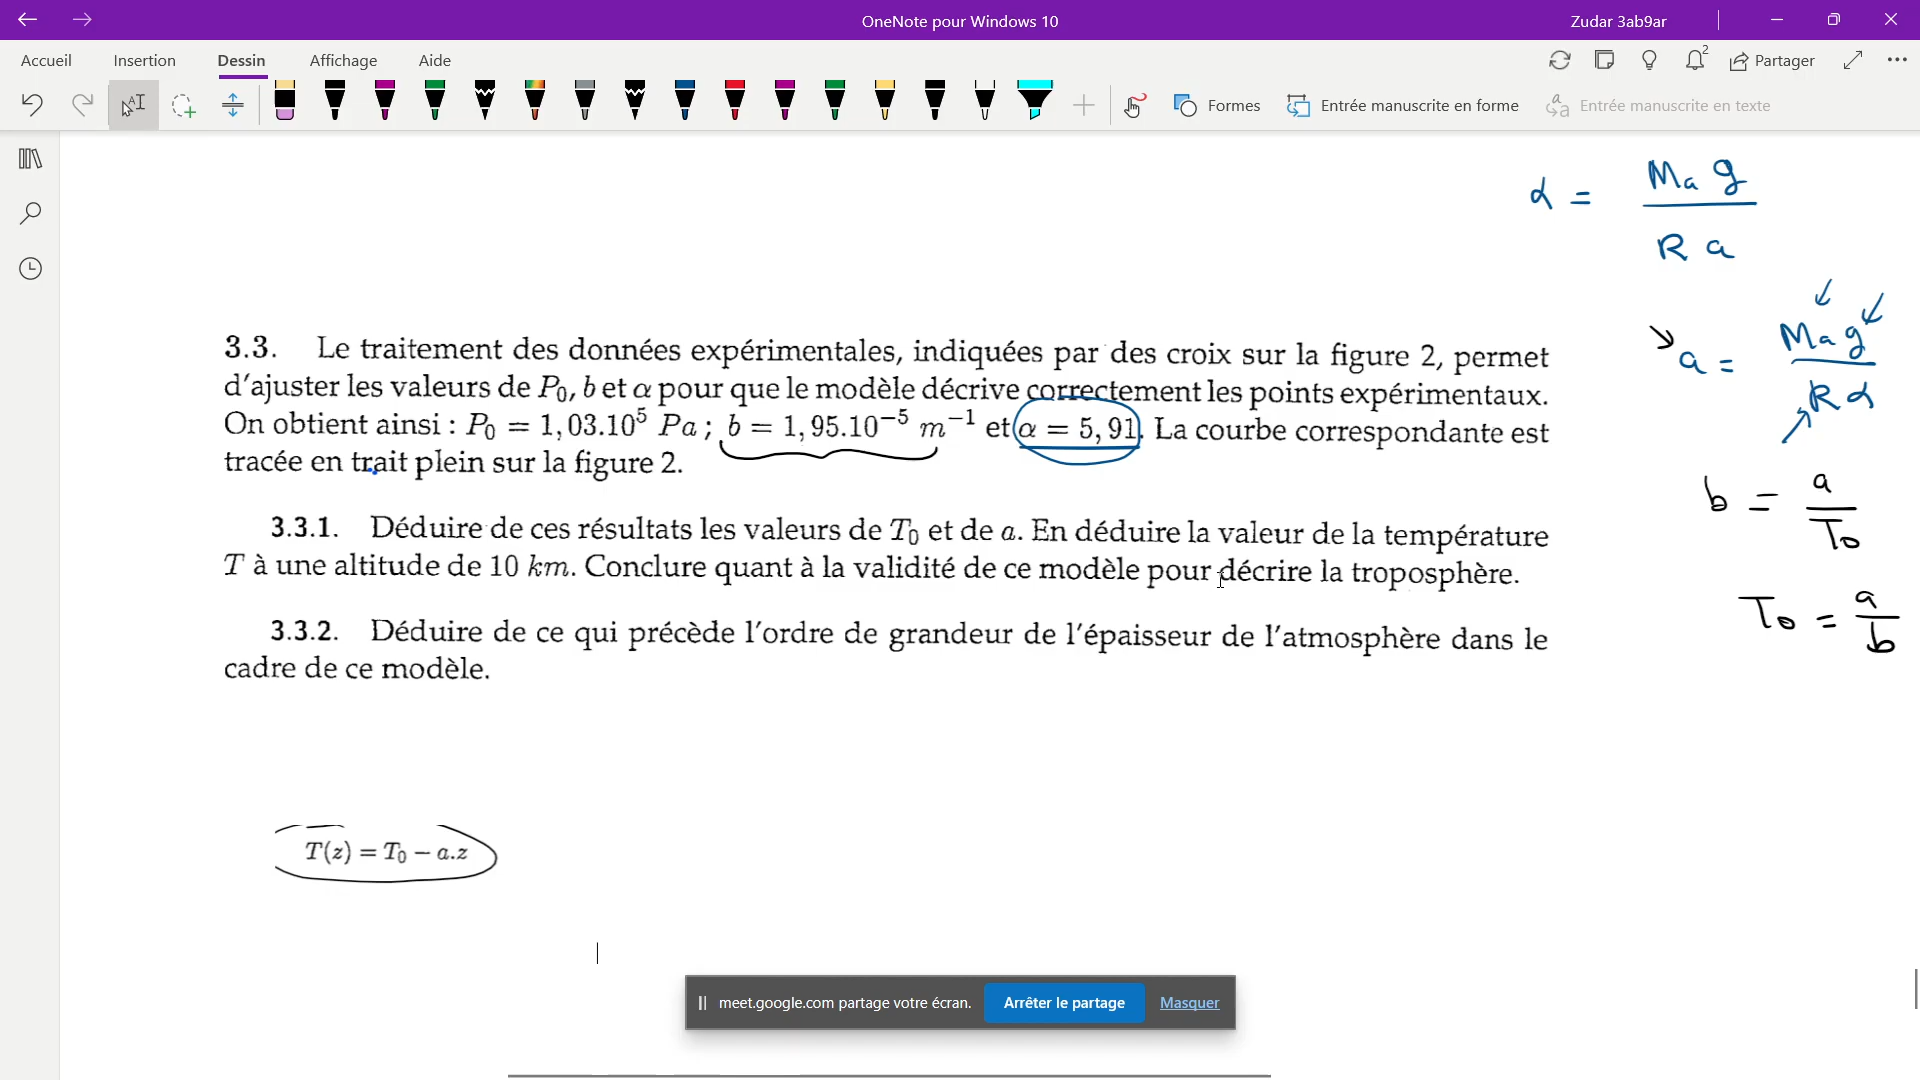 OneNote pour Windows 10
Zudar 3ab9ar
Accueil Insertion Dessin Affichage Aide
2
Partager
Formes
Entrée manuscrite en forme
Entrée manuscrite en texte
α = Ma g / R a
3.3. Le traitement des données expérimentales, indiquées par des croix sur la figure 2, permet
d'ajuster les valeurs de P₀, b et α pour que le modèle décrive correctement les points expérimentaux.
On obtient ainsi : P₀ = 1,03.10⁵ Pa ; b = 1,95.10⁻⁵ m⁻¹ et α = 5,91. La courbe correspondante est
tracée en trait plein sur la figure 2.
a = Ma g / R α
b = a / T₀
3.3.1. Déduire de ces résultats les valeurs de T₀ et de a. En déduire la valeur de la température
T à une altitude de 10 km. Conclure quant à la validité de ce modèle pour décrire la troposphère.
T₀ = a / b
3.3.2. Déduire de ce qui précède l'ordre de grandeur de l'épaisseur de l'atmosphère dans le
cadre de ce modèle.
T(z) = T₀ − a.z
meet.google.com partage votre écran.
Arrêter le partage
Masquer